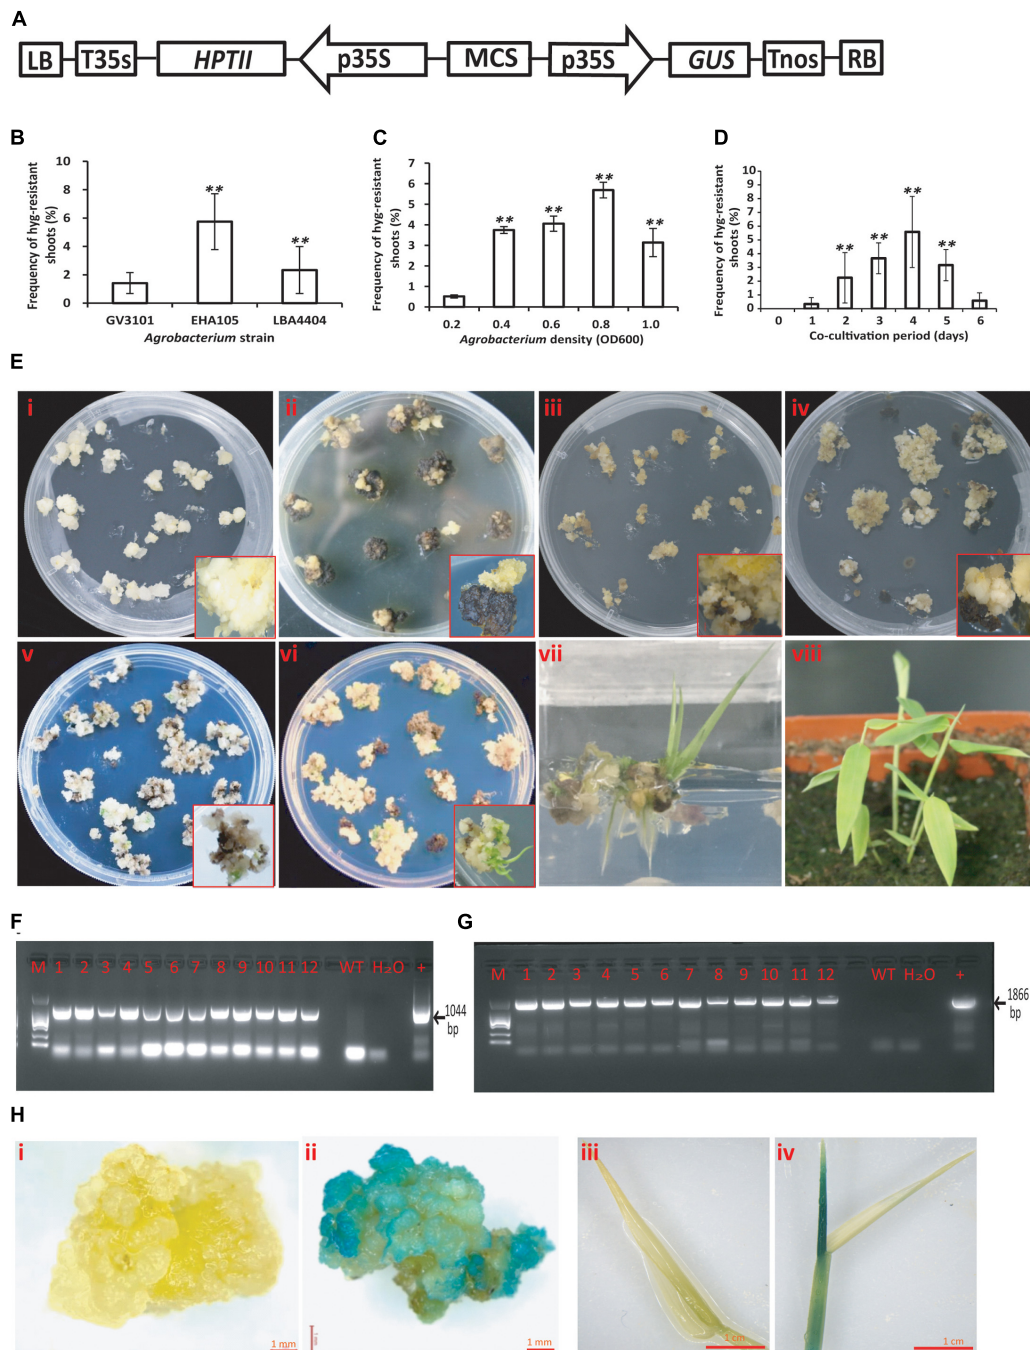 A
LB T35s HPTII p35S MCS p35S GUS Tnos RB
B
Frequency of hyg-resistant shoots (%)
10
8
6
4
2
0
**
**
GV3101 EHA105 LBA4404
Agrobacterium strain
C
Frequency of hyg-resistant shoots (%)
7
6
5
4
3
2
1
0
**
**
**
**
0.2 0.4 0.6 0.8 1.0
Agrobacterium density (OD600)
D
Frequency of hyg-resistant shoots (%)
10
9
8
7
6
5
4
3
2
1
0
**
**
**
**
0 1 2 3 4 5 6
Co-cultivation period (days)
E
i ii iii iv
v vi vii viii
F
M 1 2 3 4 5 6 7 8 9 10 11 12 WT H₂O +
1044
bp
G
M 1 2 3 4 5 6 7 8 9 10 11 12 WT H₂O +
1866
bp
H
i ii iii iv
1 mm
1 mm
1 mm
1 cm
1 cm